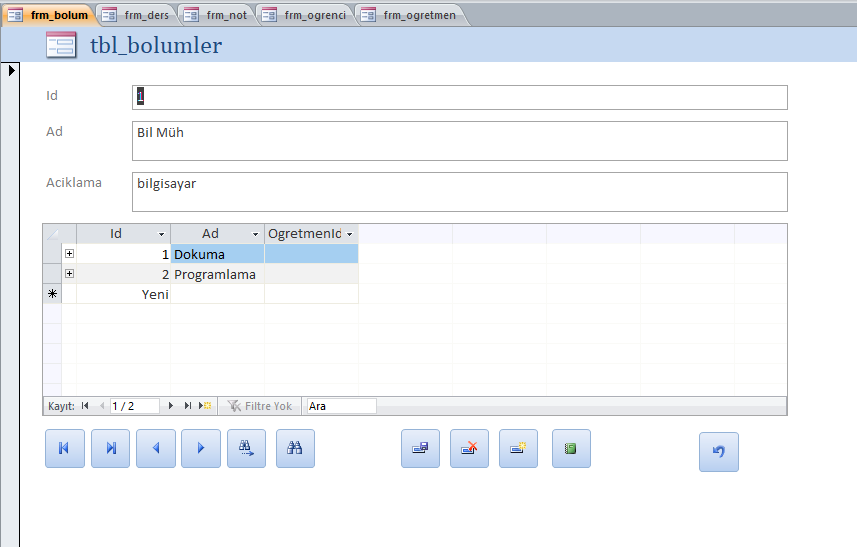 frm_bolum frm_ders frm_not frm_ogrenci frm_ogretmen
tbl_bolumler
Id 1
Ad Bil Müh
Aciklama bilgisayar
Id Ad OgretmenId
1 Dokuma
2 Programlama
Yeni
Kayıt: 1 / 2 Filtre Yok Ara